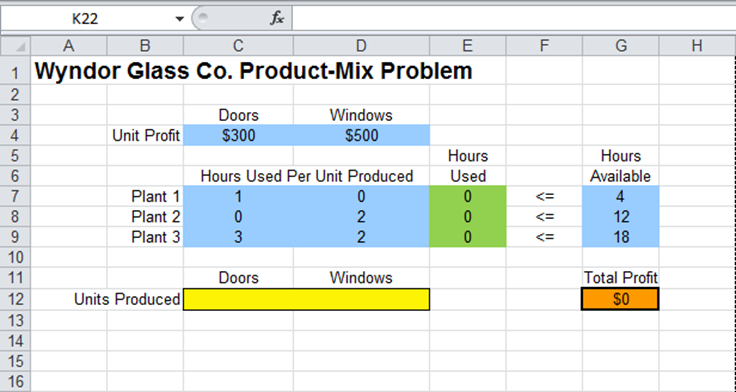 K22 fx
A B C D E F G H
1 Wyndor Glass Co. Product-Mix Problem
2
3 Doors Windows
4 Unit Profit $300 $500
5 Hours Hours
6 Hours Used Per Unit Produced Used Available
7 Plant 1 1 0 0 <= 4
8 Plant 2 0 2 0 <= 12
9 Plant 3 3 2 0 <= 18
10
11 Doors Windows Total Profit
12 Units Produced $0
13
14
15
16